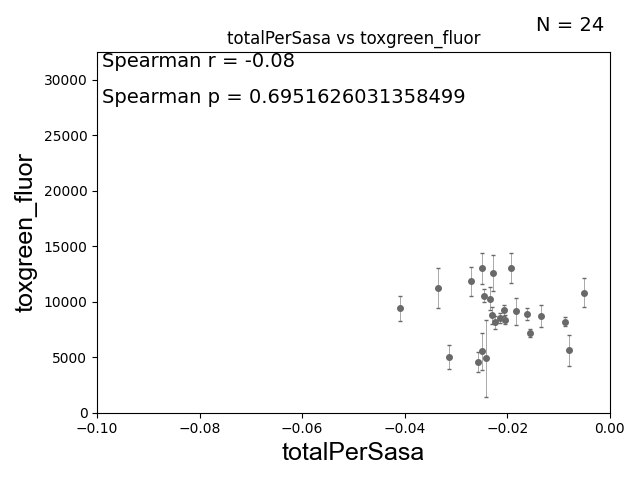 N = 24
totalPerSasa vs toxgreen_fluor
Spearman r = -0.08
Spearman p = 0.6951626031358499
toxgreen_fluor
30000
25000
20000
15000
10000
5000
0
−0.10 −0.08 −0.06 −0.04 −0.02 0.00
totalPerSasa